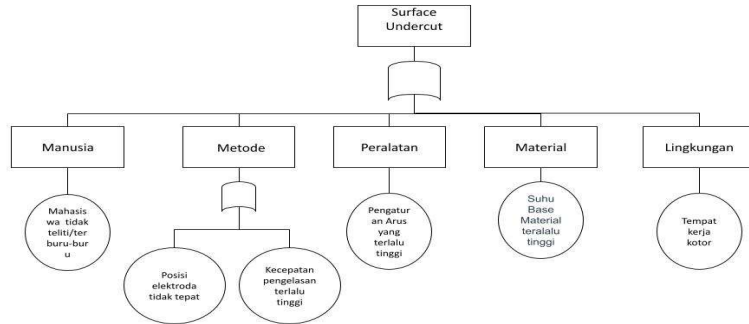 Surface
Undercut
Manusia
Metode
Peralatan
Material
Lingkungan
Mahasis
wa tidak
teliti/ter
buru-bur
u
Posisi
elektroda
tidak tepat
Kecepatan
pengelasan
terlalu
tinggi
Pengatur
an Arus
yang
terlalu
tinggi
Suhu
Base
Material
teralalu
tinggi
Tempat
kerja
kotor